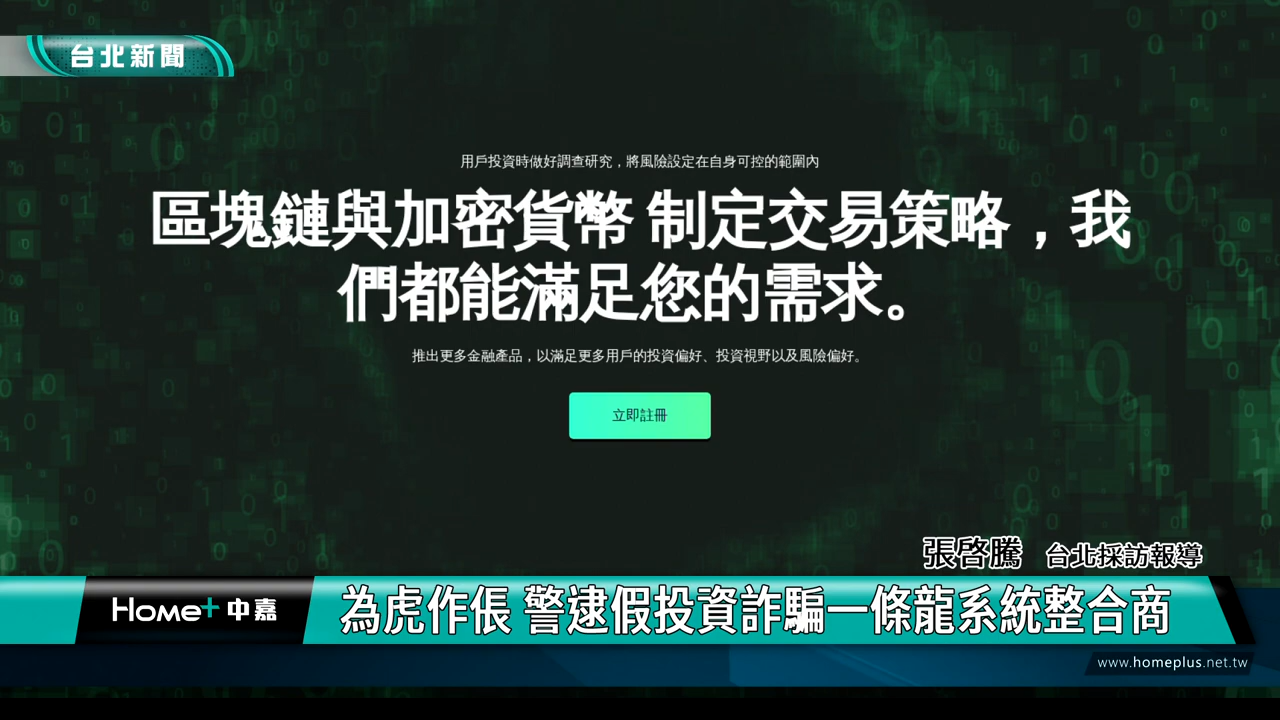 台北新聞
用戶投資時做好調查研究，將風險設定在自身可控的範圍內
區塊鏈與加密貨幣 制定交易策略，我
們都能滿足您的需求。
推出更多金融產品，以滿足更多用戶的投資偏好、投資視野以及風險偏好。
立即註冊
張啓騰 台北採訪報導
Home+ 中嘉
為虎作倀 警逮假投資詐騙一條龍系統整合商
www.homeplus.net.tw